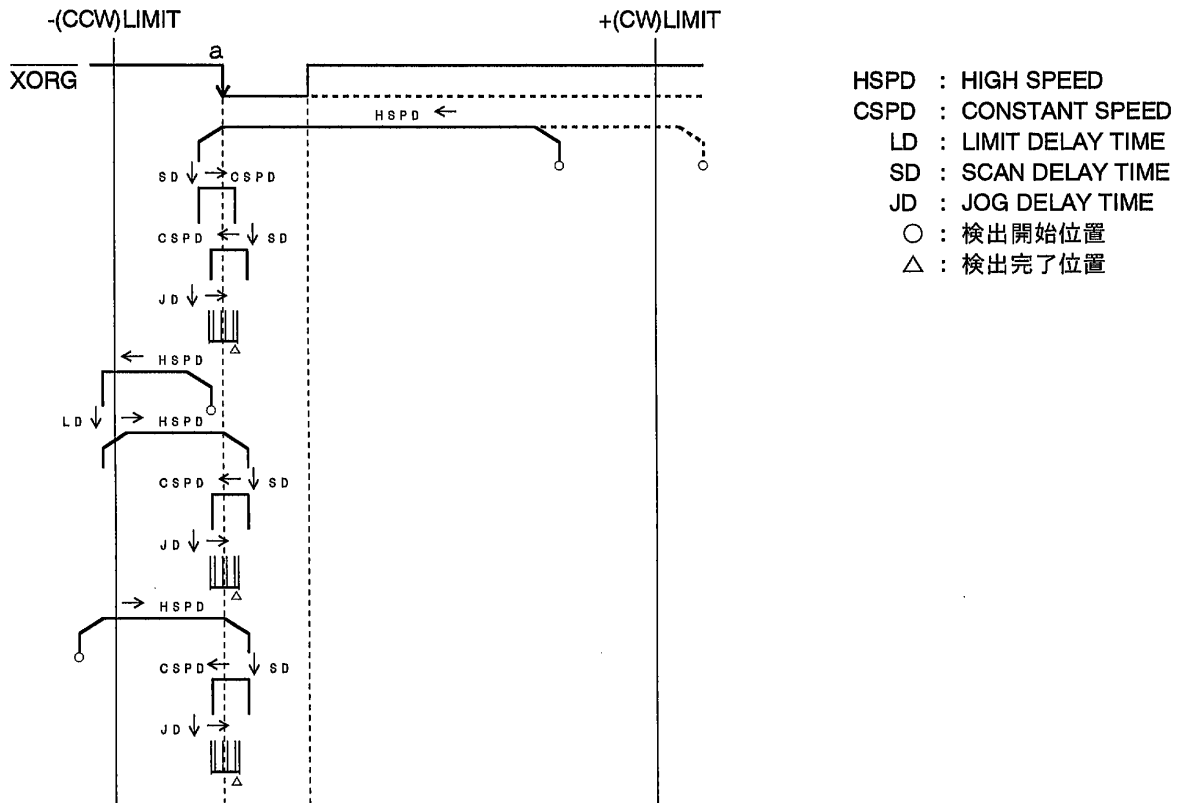 -(CCW)LIMIT
+(CW)LIMIT
a
XORG
HSPD ←
HSPD : HIGH SPEED
CSPD : CONSTANT SPEED
LD : LIMIT DELAY TIME
SD : SCAN DELAY TIME
JD : JOG DELAY TIME
○ : 検出開始位置
△ : 検出完了位置
SD ↓ → CSPD
CSPD ← ↓ SD
JD ↓ →
← HSPD
LD ↓ → HSPD
CSPD ← ↓ SD
JD ↓ →
→ HSPD
CSPD ← ↓ SD
JD ↓ →